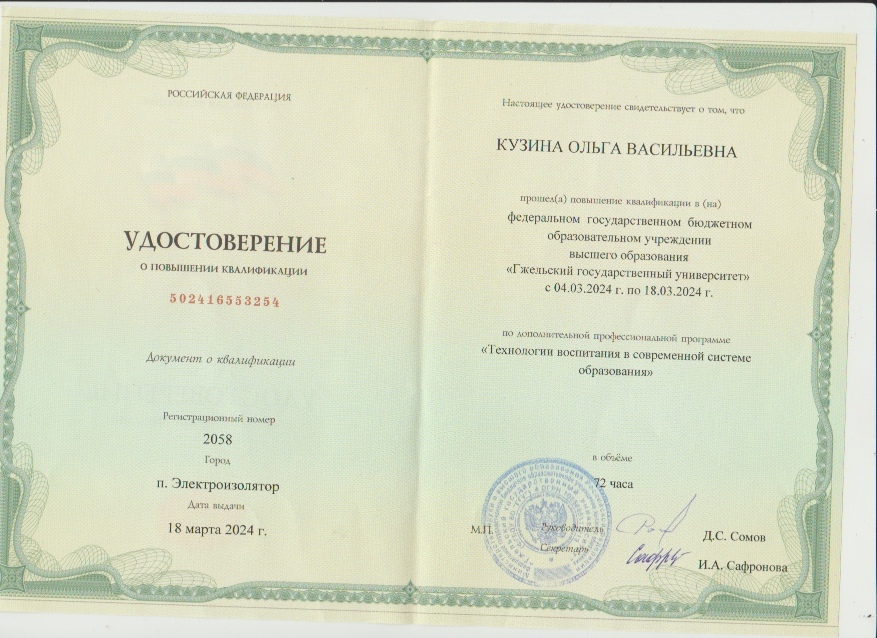 РОССИЙСКАЯ ФЕДЕРАЦИЯ
УДОСТОВЕРЕНИЕ
О ПОВЫШЕНИИ КВАЛИФИКАЦИИ
502416553254
Документ о квалификации
Регистрационный номер
2058
Город
п. Электроизолятор
Дата выдачи
18 марта 2024 г.
Настоящее удостоверение свидетельствует о том, что
КУЗИНА ОЛЬГА ВАСИЛЬЕВНА
прошел(а) повышение квалификации в (на)
федеральном государственном бюджетном
образовательном учреждении
высшего образования
«Гжельский государственный университет»
с 04.03.2024 г. по 18.03.2024 г.
по дополнительной профессиональной программе
«Технологии воспитания в современной системе
образования»
в объёме
72 часа
М.П.
Руководитель
Д.С. Сомов
Секретарь
И.А. Сафронова